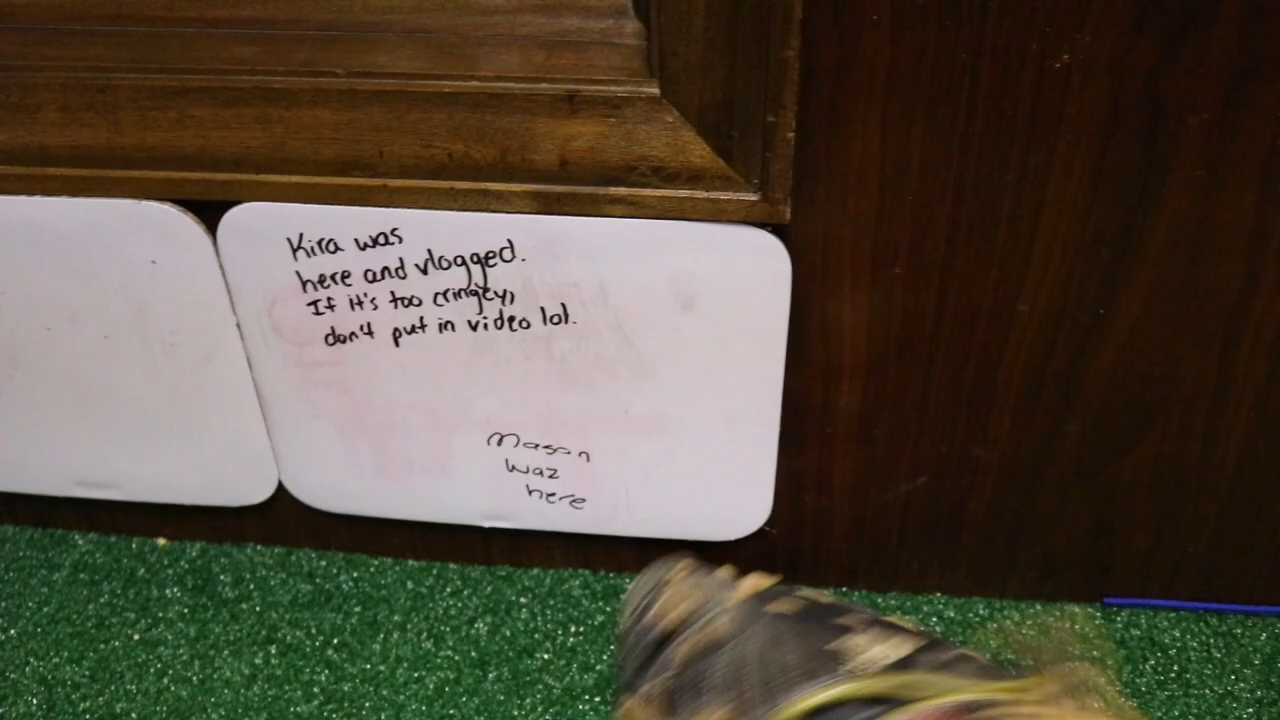 Kira was
here and vlogged.
If it's too cringey,
don't put in video lol.
Mason
waz
here